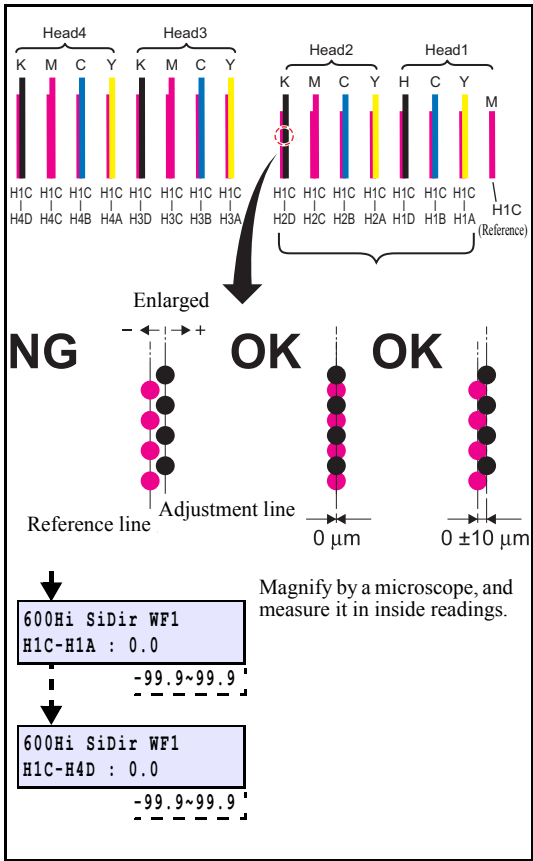 Head4 Head3
K M C Y K M C Y
Head2 Head1
K M C Y H C Y
M
H1C H1C H1C H1C H1C H1C H1C H1C
H4D H4C H4B H4A H3D H3C H3B H3A
H1C H1C H1C H1C H1C H1C H1C
H2D H2C H2B H2A H1D H1B H1A
H1C
(Reference)
Enlarged
− +
NG OK OK
Reference line
Adjustment line
0 µm 0 ±10 µm
Magnify by a microscope, and
measure it in inside readings.
600Hi SiDir WF1
H1C-H1A : 0.0
-99.9~99.9
600Hi SiDir WF1
H1C-H4D : 0.0
-99.9~99.9